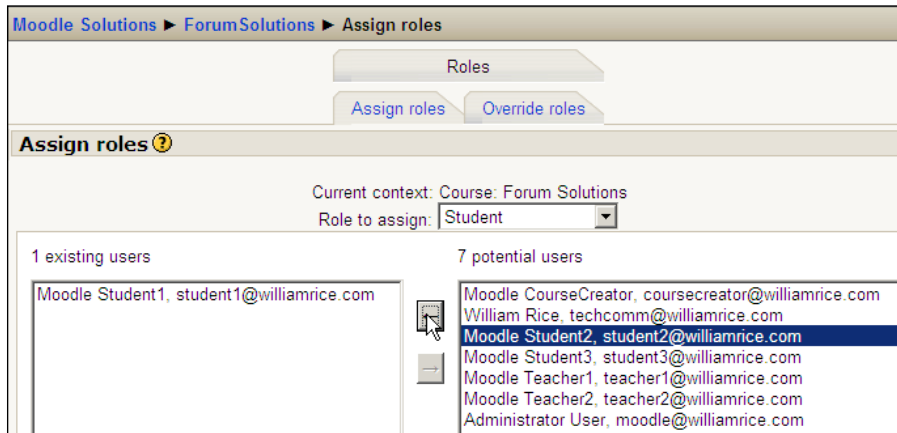 Moodle Solutions ► ForumSolutions ► Assign roles
Roles
Assign roles Override roles
Assign roles ?
Current context: Course: Forum Solutions
Role to assign: Student
1 existing users
Moodle Student1, student1@williamrice.com
7 potential users
Moodle CourseCreator, coursecreator@williamrice.com
William Rice, techcomm@williamrice.com
Moodle Student2, student2@williamrice.com
Moodle Student3, student3@williamrice.com
Moodle Teacher1, teacher1@williamrice.com
Moodle Teacher2, teacher2@williamrice.com
Administrator User, moodle@williamrice.com
→